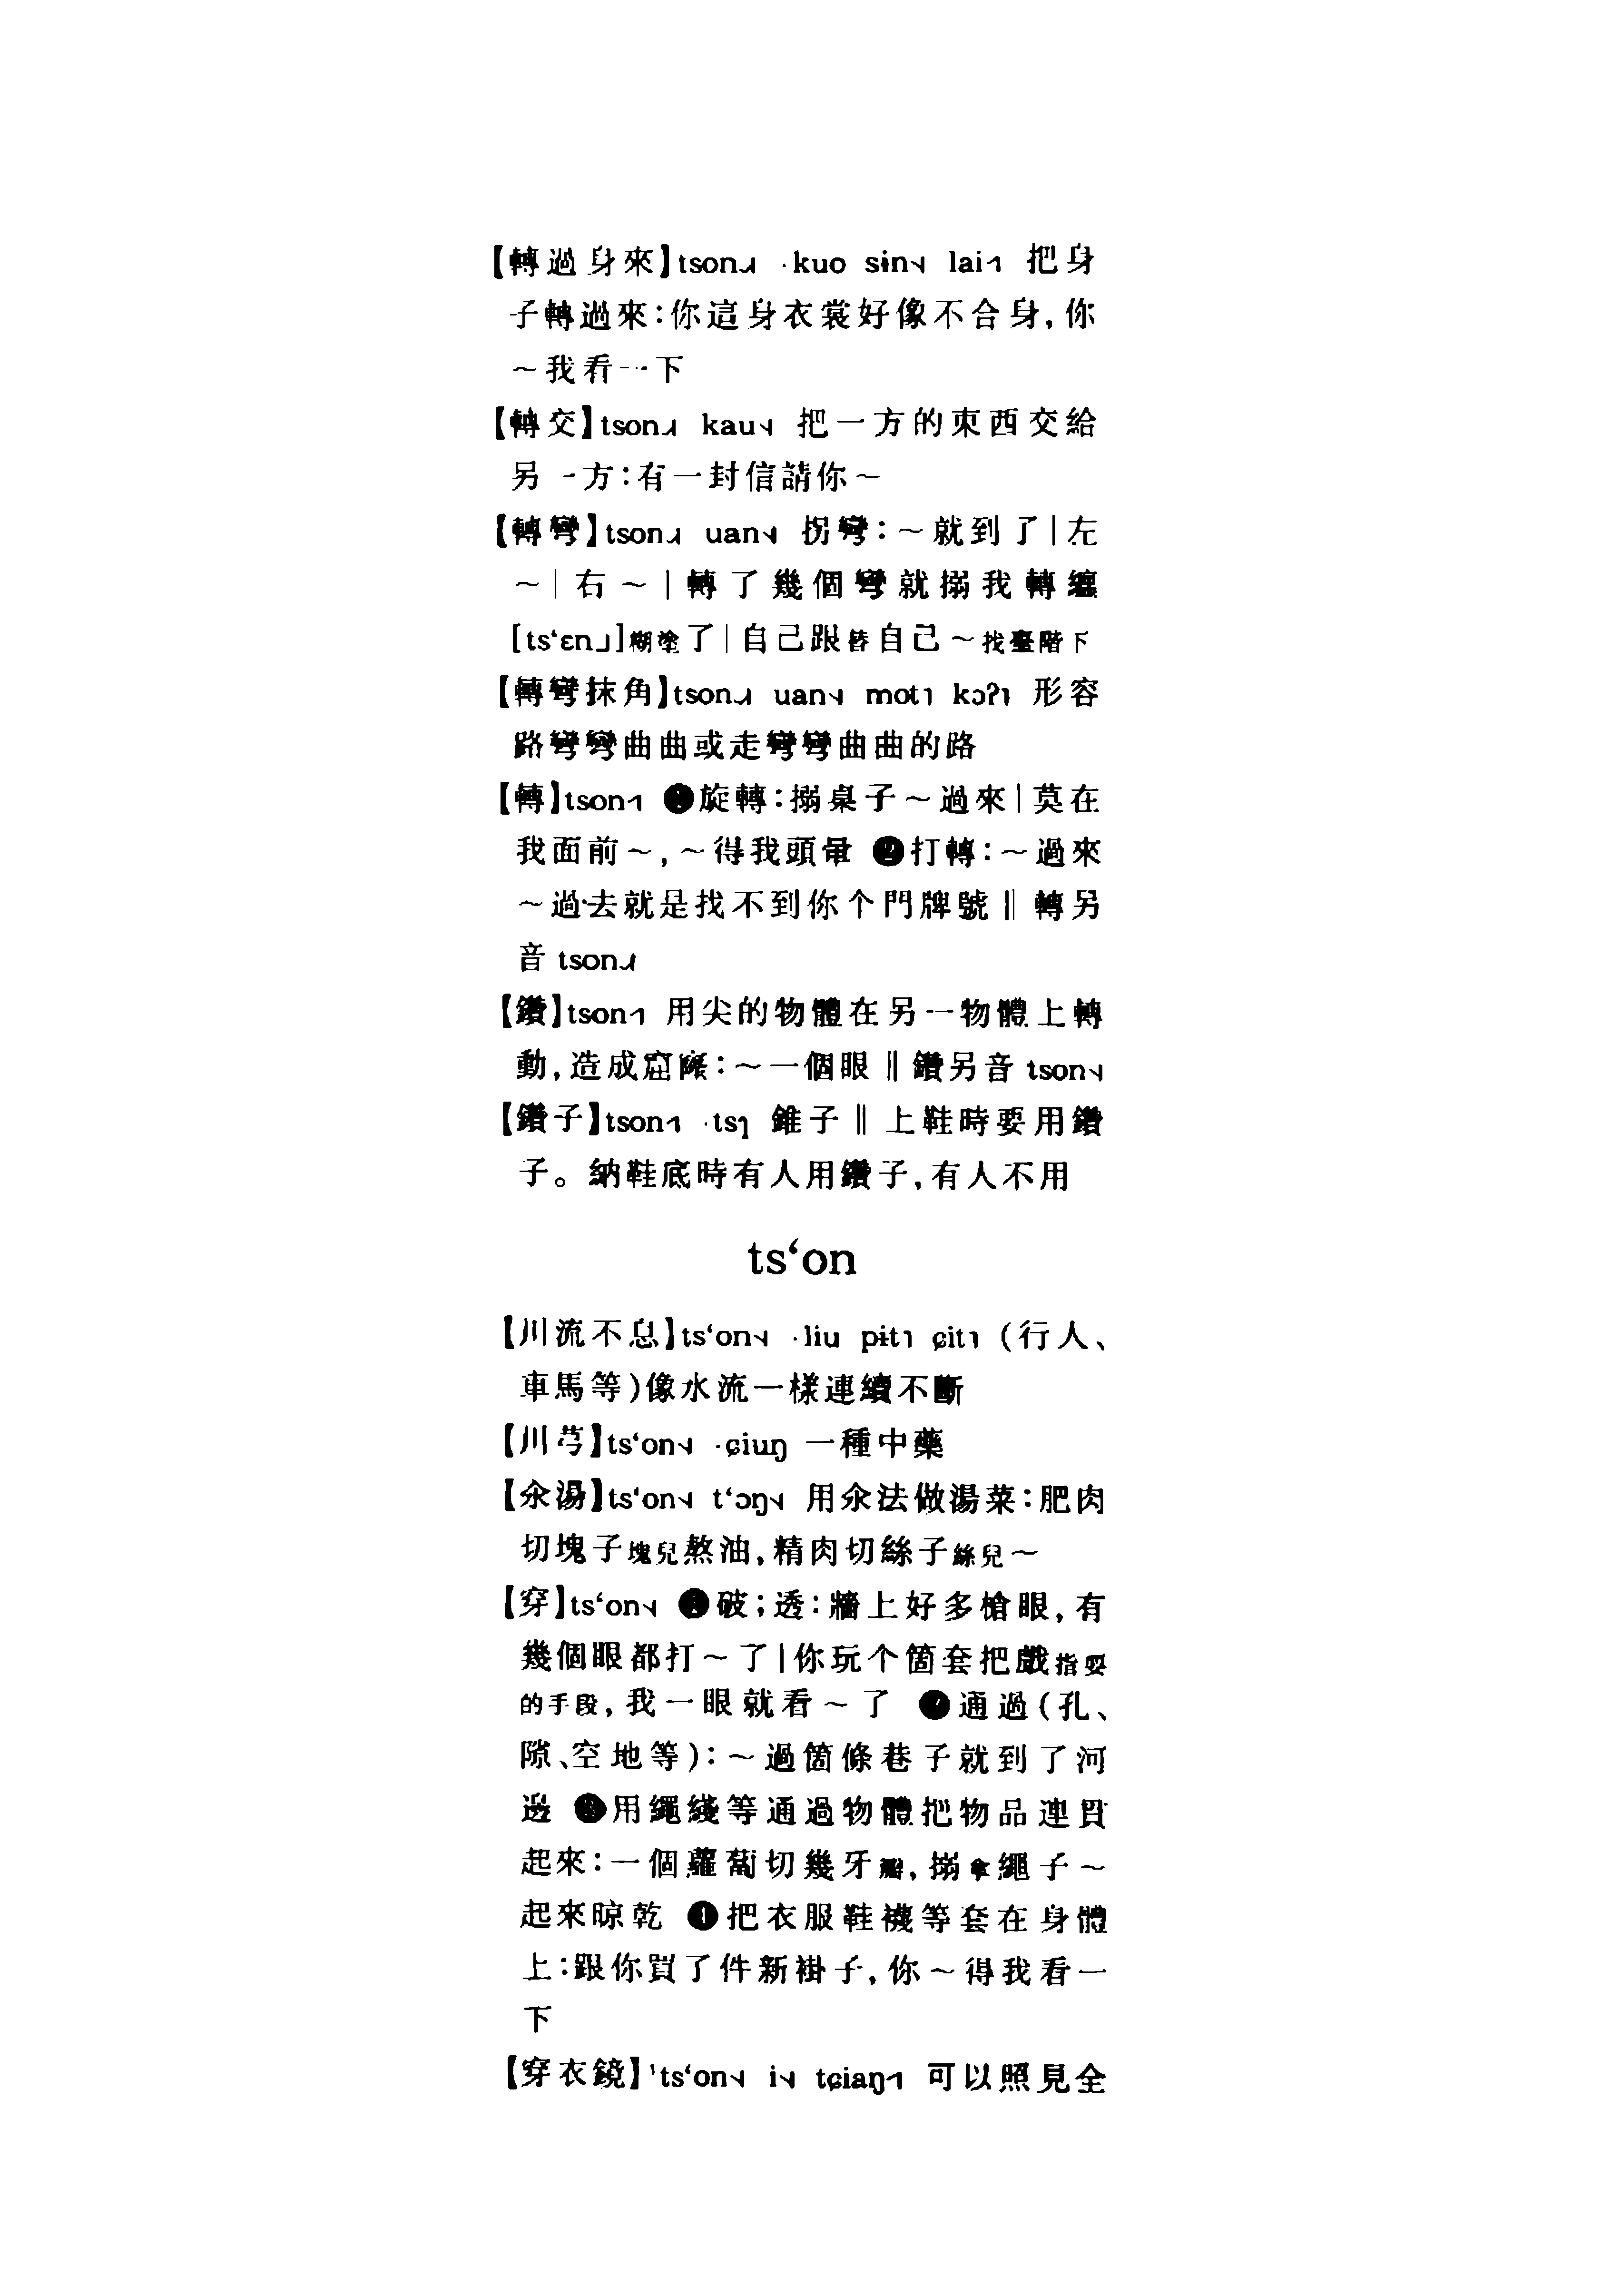 【轉過身來】tson˩˧ ·kuo sɨn˧˨ lai˦˥ 把身
子轉過來：你這身衣裳好像不合身，你
～我看一下
【轉交】tson˩˧ kau˧˨ 把一方的東西交給
另一方：有一封信請你～
【轉彎】tson˩˧ uan˧˨ 拐彎：～就到了｜左
～｜右～｜轉了幾個彎就搦我轉纏
[ts‘ɛn˩]糊塗了｜自己跟替自己～找臺階下
【轉彎抹角】tson˩˧ uan˧˨ mot˥ kɔʔ˥ 形容
路彎彎曲曲或走彎彎曲曲的路
【轉】tson˦˥ ❶旋轉：搦桌子～過來｜莫在
我面前～，～得我頭暈 ❷打轉：～過來
～過去就是找不到你个門牌號‖轉另
音 tson˩˧
【鑽】tson˦˥ 用尖的物體在另一物體上轉
動，造成窟窿：～一個眼‖鑽另音 tson˧˨
【鑽子】tson˦˥ ·tsɿ 錐子‖上鞋時要用鑽
子。納鞋底時有人用鑽子，有人不用
ts‘on
【川流不息】ts‘on˧˨ ·liu pɨt˥ ɕit˥ （行人、
車馬等）像水流一樣連續不斷
【川芎】ts‘on˧˨ ·ɕiuŋ 一種中藥
【汆湯】ts‘on˧˨ t‘ɔŋ˧˨ 用汆法做湯菜：肥肉
切塊子塊兒熬油，精肉切絲子絲兒～
【穿】ts‘on˧˨ ❶破；透：牆上好多槍眼，有
幾個眼都打～了｜你玩个箇套把戲指耍
的手段，我一眼就看～了 ❷通過（孔、
隙、空地等）：～過箇條巷子就到了河
邊 ❸用繩綫等通過物體把物品連貫
起來：一個蘿蔔切幾牙瓣，搦拿繩子～
起來晾乾 ❹把衣服鞋襪等套在身體
上：跟你買了件新褂子，你～得我看一
下
【穿衣鏡】ts‘on˧˨ i˧˨ tɕiaŋ˦˥ 可以照見全